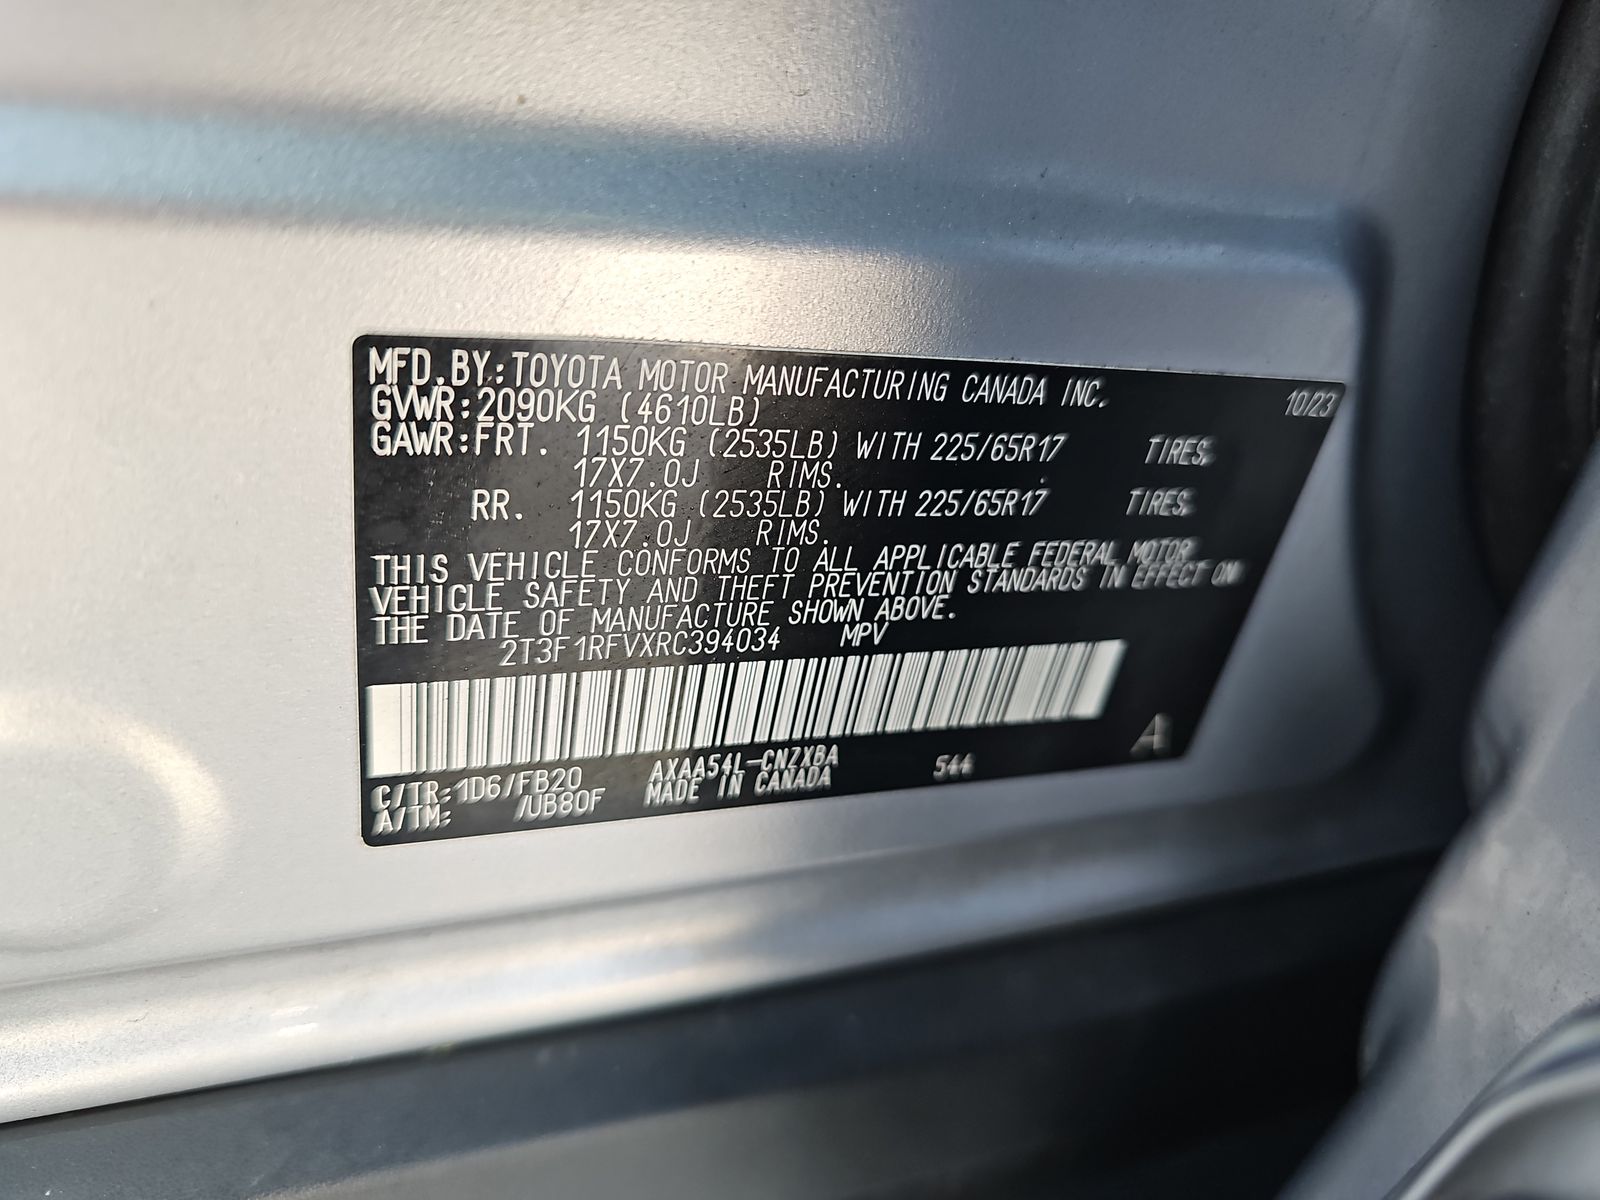 MFD. BY: TOYOTA MOTOR MANUFACTURING CANADA INC. 10/23
GVWR: 2090KG (4610LB)
GAWR: FRT. 1150KG (2535LB) WITH 225/65R17 TIRES,
17X7.0J RIMS.
RR. 1150KG (2535LB) WITH 225/65R17 TIRES,
17X7.0J RIMS.
THIS VEHICLE CONFORMS TO ALL APPLICABLE FEDERAL MOTOR
VEHICLE SAFETY AND THEFT PREVENTION STANDARDS IN EFFECT ON
THE DATE OF MANUFACTURE SHOWN ABOVE.
2T3F1RFVXRC394034 MPV
A
C/TR: 1D6/FB20 AXAA54L-CNZXBA 544
A/TM: /UB80F MADE IN CANADA